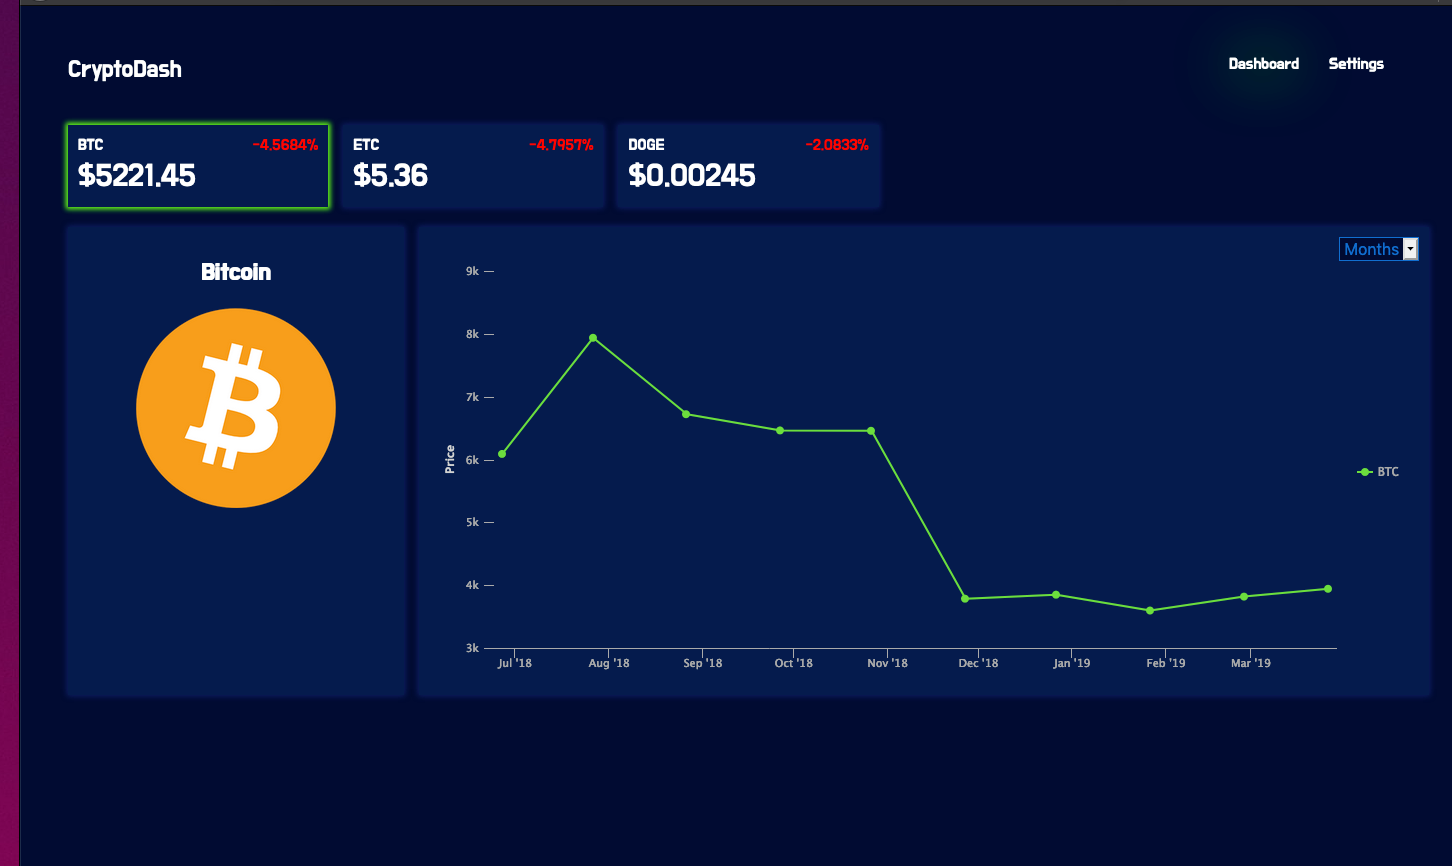 CryptoDash
Dashboard Settings
BTC -4.5684%
$5221.45
ETC -4.7957%
$5.36
DOGE -2.0833%
$0.00245
Bitcoin
Months
9k
8k
7k
6k
5k
4k
3k
Price
Jul '18 Aug '18 Sep '18 Oct '18 Nov '18 Dec '18 Jan '19 Feb '19 Mar '19
BTC